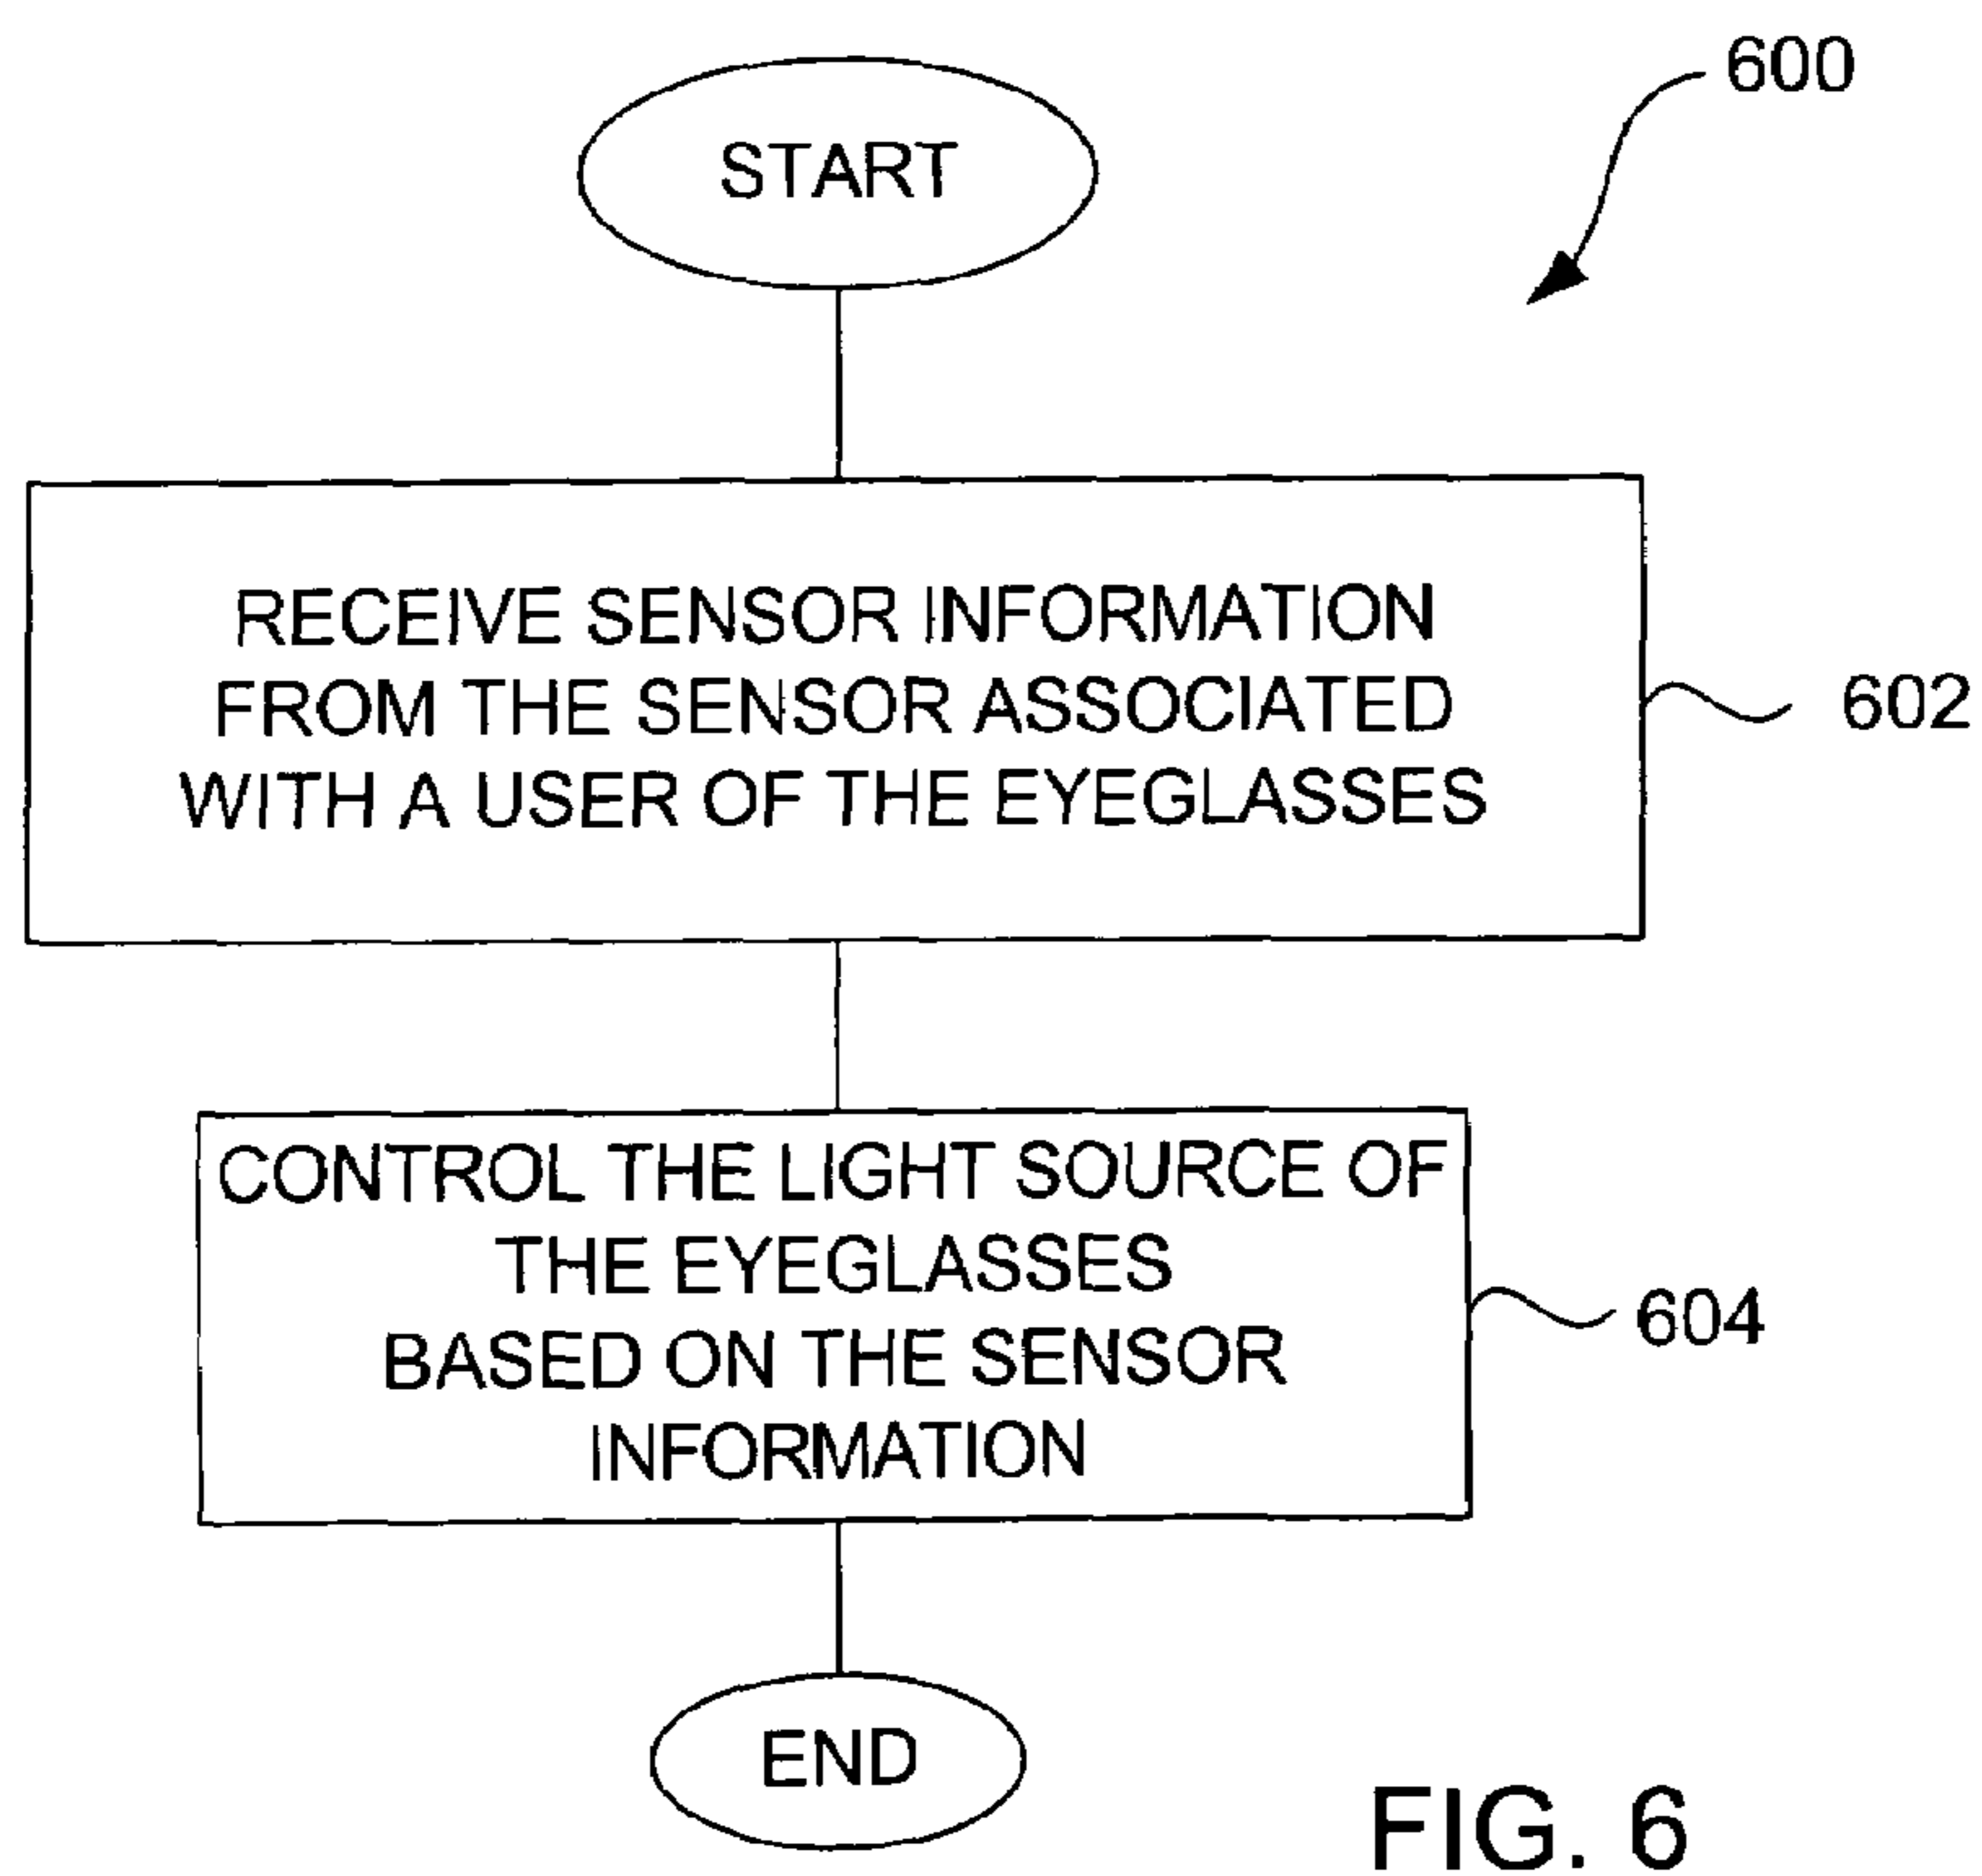 600
START
RECEIVE SENSOR INFORMATION
FROM THE SENSOR ASSOCIATED
WITH A USER OF THE EYEGLASSES
602
CONTROL THE LIGHT SOURCE OF
THE EYEGLASSES
BASED ON THE SENSOR
INFORMATION
604
END
FIG. 6